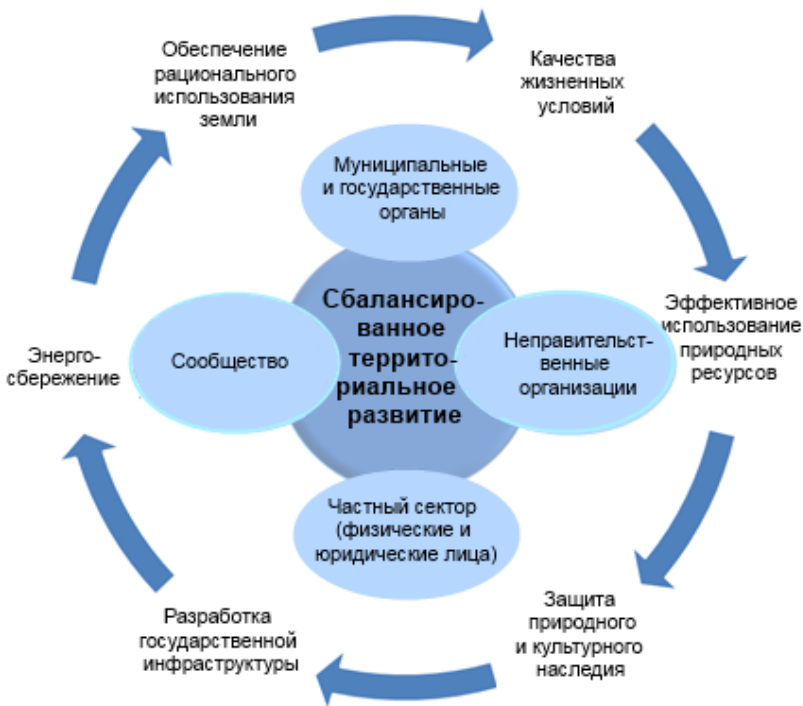 Обеспечение
рационального
использования
земли
Качества
жизненных
условий
Муниципальные
и государственные
органы
Сбалансиро-
ванное
террито-
риальное
развитие
Сообщество
Неправительст-
венные
организации
Эффективное
использование
природных
ресурсов
Энерго-
сбережение
Частный сектор
(физические и
юридические лица)
Защита
природного
и культурного
наследия
Разработка
государственной
инфраструктуры